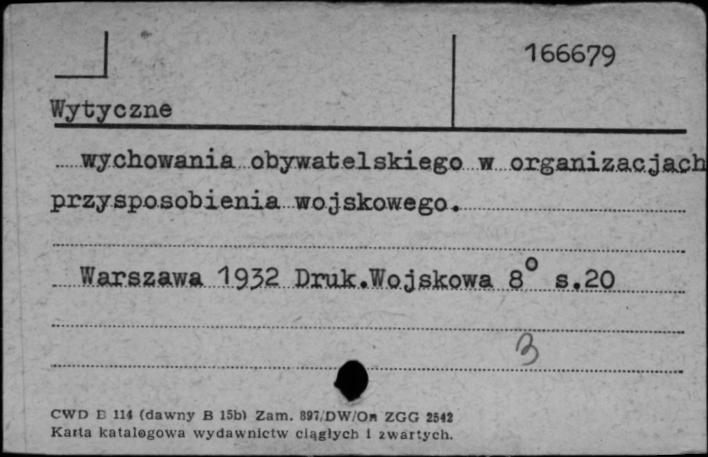 166679
Wytyczne
wychowania obywatelskiego w organizacjach
przysposobienia wojskowego.
Warszawa 1932 Druk.Wojskowa 8° s.20
3
CWD B 114 (dawny B 15b) Zam. 897/DW/Om ZGG 2542
Karta katalogowa wydawnictw ciągłych i zwartych.